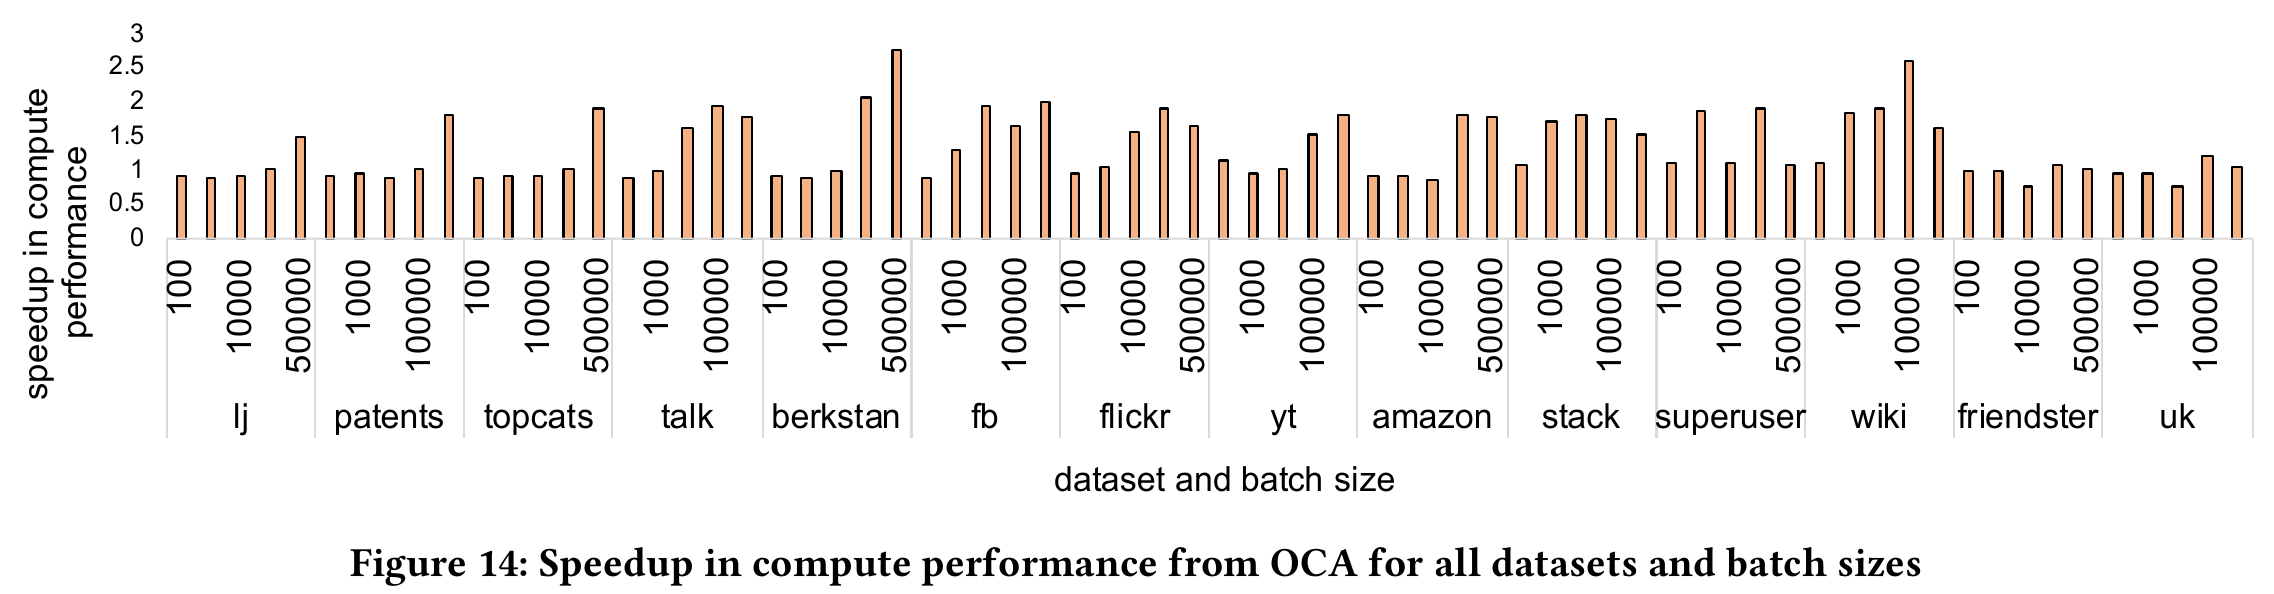 3
2.5
2
1.5
1
0.5
0
speedup in compute
performance
100 10000 500000 1000 100000 100 10000 500000 1000 100000 100 10000 500000 1000 100000 100 10000 500000 1000 100000 100 10000 500000 1000 100000 100 10000 500000 1000 100000 100 10000 500000 1000 100000
lj patents topcats talk berkstan fb flickr yt amazon stack superuser wiki friendster uk
dataset and batch size
Figure 14: Speedup in compute performance from OCA for all datasets and batch sizes